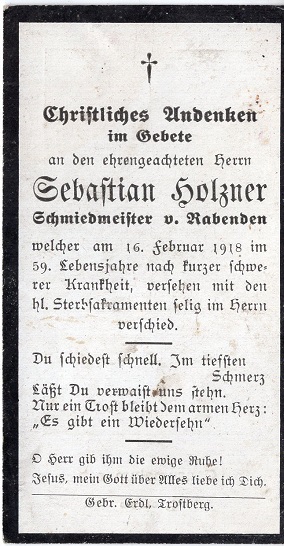 Christliches Andenken
im Gebete
an den ehrengeachteten Herrn
Sebastian Holzner
Schmiedmeister v. Rabenden
welcher am 16. Februar 1918 im
59. Lebensjahre nach kurzer schwe-
rer Krankheit, versehen mit den
hl. Sterbsakramenten selig im Herrn
verschied.
Du schiedest schnell. Im tiefsten
Schmerz
Läßt Du verwaist uns stehn.
Nur ein Trost bleibt dem armen Herz:
„Es gibt ein Wiedersehn“
O Herr gib ihm die ewige Ruhe!
Jesus, mein Gott über Alles liebe ich Dich.
Gebr. Erdl, Trostberg.